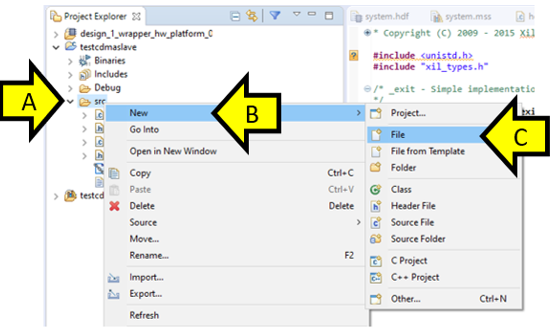 Project Explorer
system.hdf
system.mss
design_1_wrapper_hw_platform_0
testcdmaslave
Binaries
Includes
Debug
src
testcd
A
B
C
* Copyright (C) 2009 - 2015 Xil
#include <unistd.h>
#include "xil_types.h"
/* _exit - Simple implementatio
*/
New
Go Into
Open in New Window
Copy Ctrl+C
Paste Ctrl+V
Delete Delete
Source
Move...
Rename... F2
Import...
Export...
Refresh
Project...
File
File from Template
Folder
Class
Header File
Source File
Source Folder
C Project
C++ Project
Other... Ctrl+N